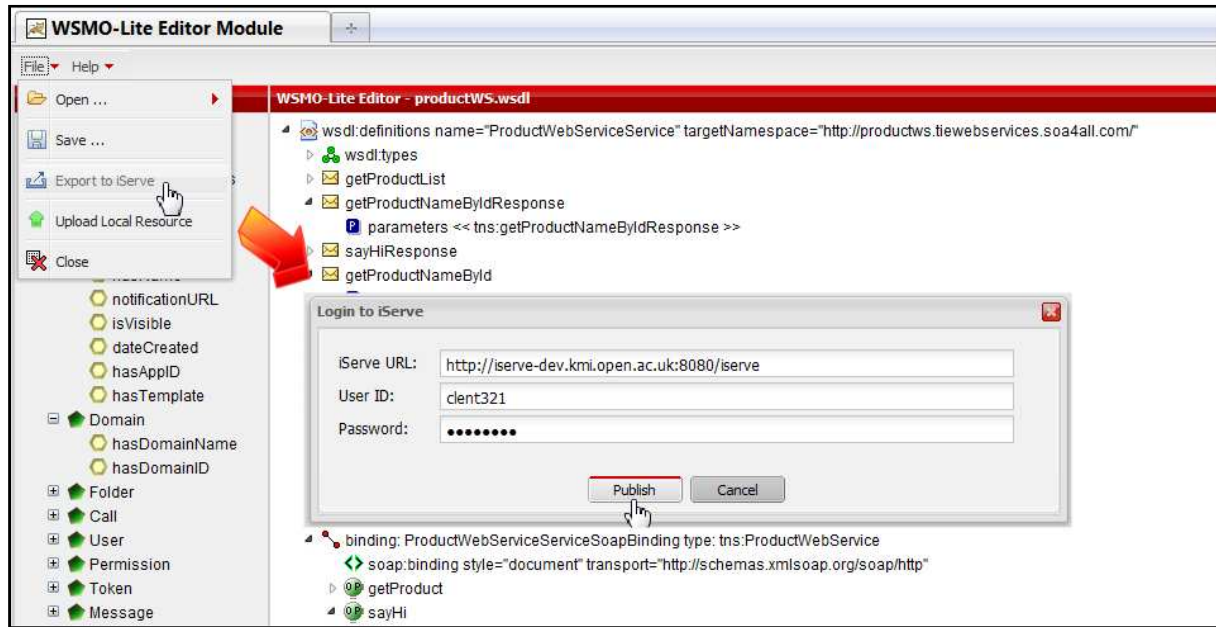 WSMO-Lite Editor Module
File Help
Open ...
Save ...
Export to iServe
Upload Local Resource
Close
notificationURL
isVisible
dateCreated
hasAppID
hasTemplate
Domain
hasDomainName
hasDomainID
Folder
Call
User
Permission
Token
Message
WSMO-Lite Editor - productWS.wsdl
wsdl:definitions name="ProductWebServiceService" targetNamespace="http://productws.tiewebservices.soa4all.com/"
wsdl:types
getProductList
getProductNameByIdResponse
P parameters << tns:getProductNameByIdResponse >>
sayHiResponse
getProductNameById
Login to iServe
iServe URL: http://iserve-dev.kmi.open.ac.uk:8080/iserve
User ID: clent321
Password: ●●●●●●●●
Publish Cancel
binding: ProductWebServiceServiceSoapBinding type: tns:ProductWebService
soap:binding style="document" transport="http://schemas.xmlsoap.org/soap/http"
OP getProduct
OP sayHi